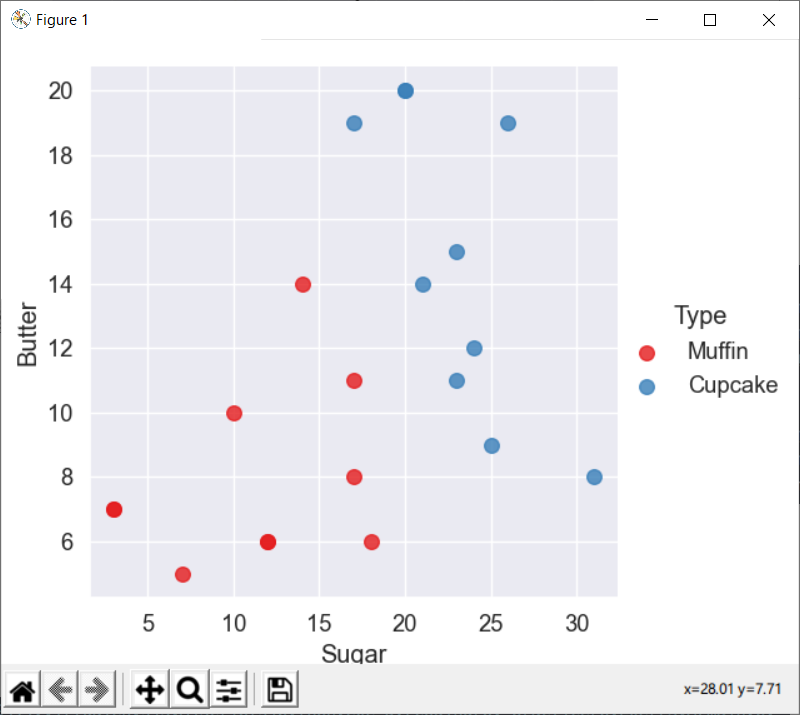 Figure 1
20
18
16
14
12
10
8
6
Butter
5 10 15 20 25 30
Sugar
Type
Muffin
Cupcake
x=28.01 y=7.71